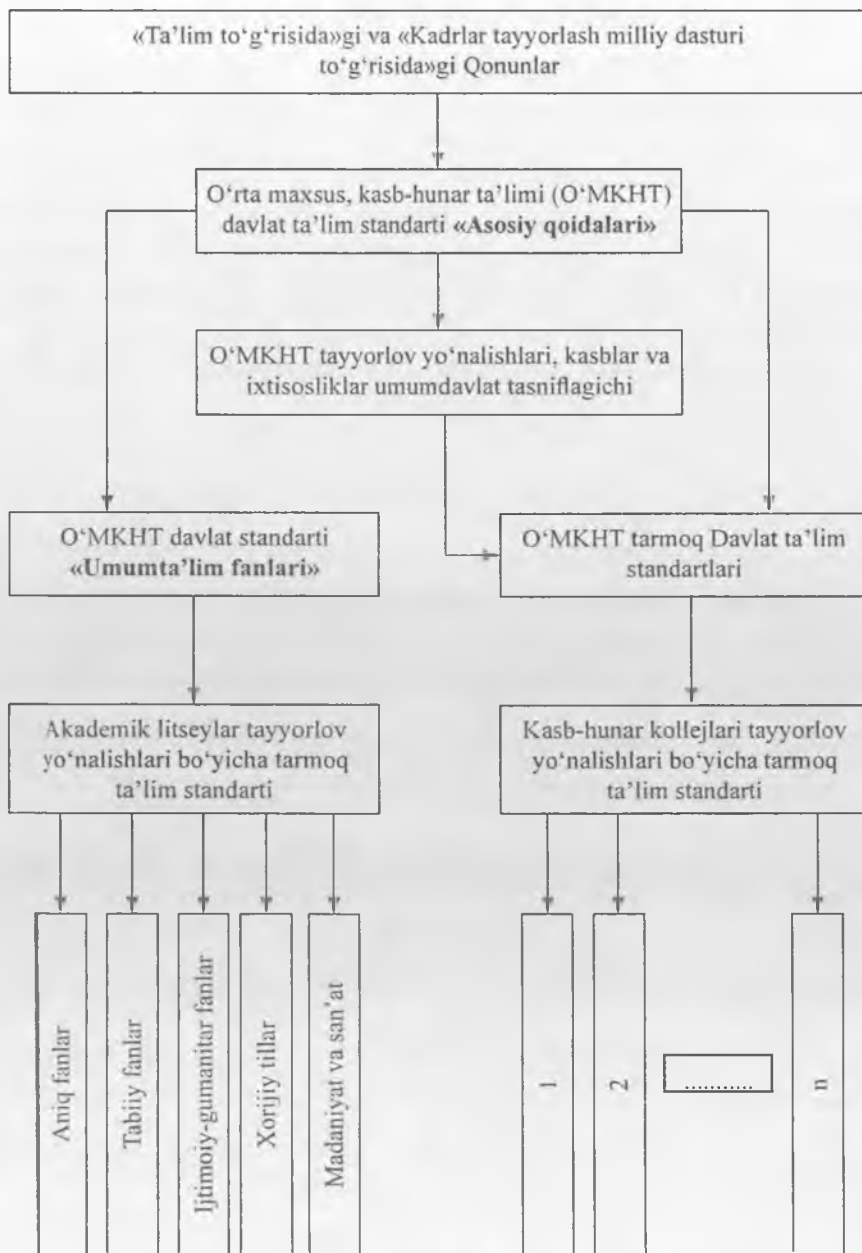 «Ta’lim to‘g‘risida»gi va «Kadrlar tayyorlash milliy dasturi
to‘g‘risida»gi Qonunlar
O‘rta maxsus, kasb-hunar ta’limi (O‘MKHT)
davlat ta’lim standarti «Asosiy qoidalari»
O‘MKHT tayyorlov yo‘nalishlari, kasblar va
ixtisosliklar umumdavlat tasniflagichi
O‘MKHT davlat standarti
«Umumta’lim fanlari»
O‘MKHT tarmoq Davlat ta’lim
standartlari
Akademik litseylar tayyorlov
yo‘nalishlari bo‘yicha tarmoq
ta’lim standarti
Kasb-hunar kollejlari tayyorlov
yo‘nalishlari bo‘yicha tarmoq
ta’lim standarti
Aniq fanlar
Tabiiy fanlar
Ijtimoiy-gumanitar fanlar
Xorijiy tillar
Madaniyat va san’at
1
2
............
n